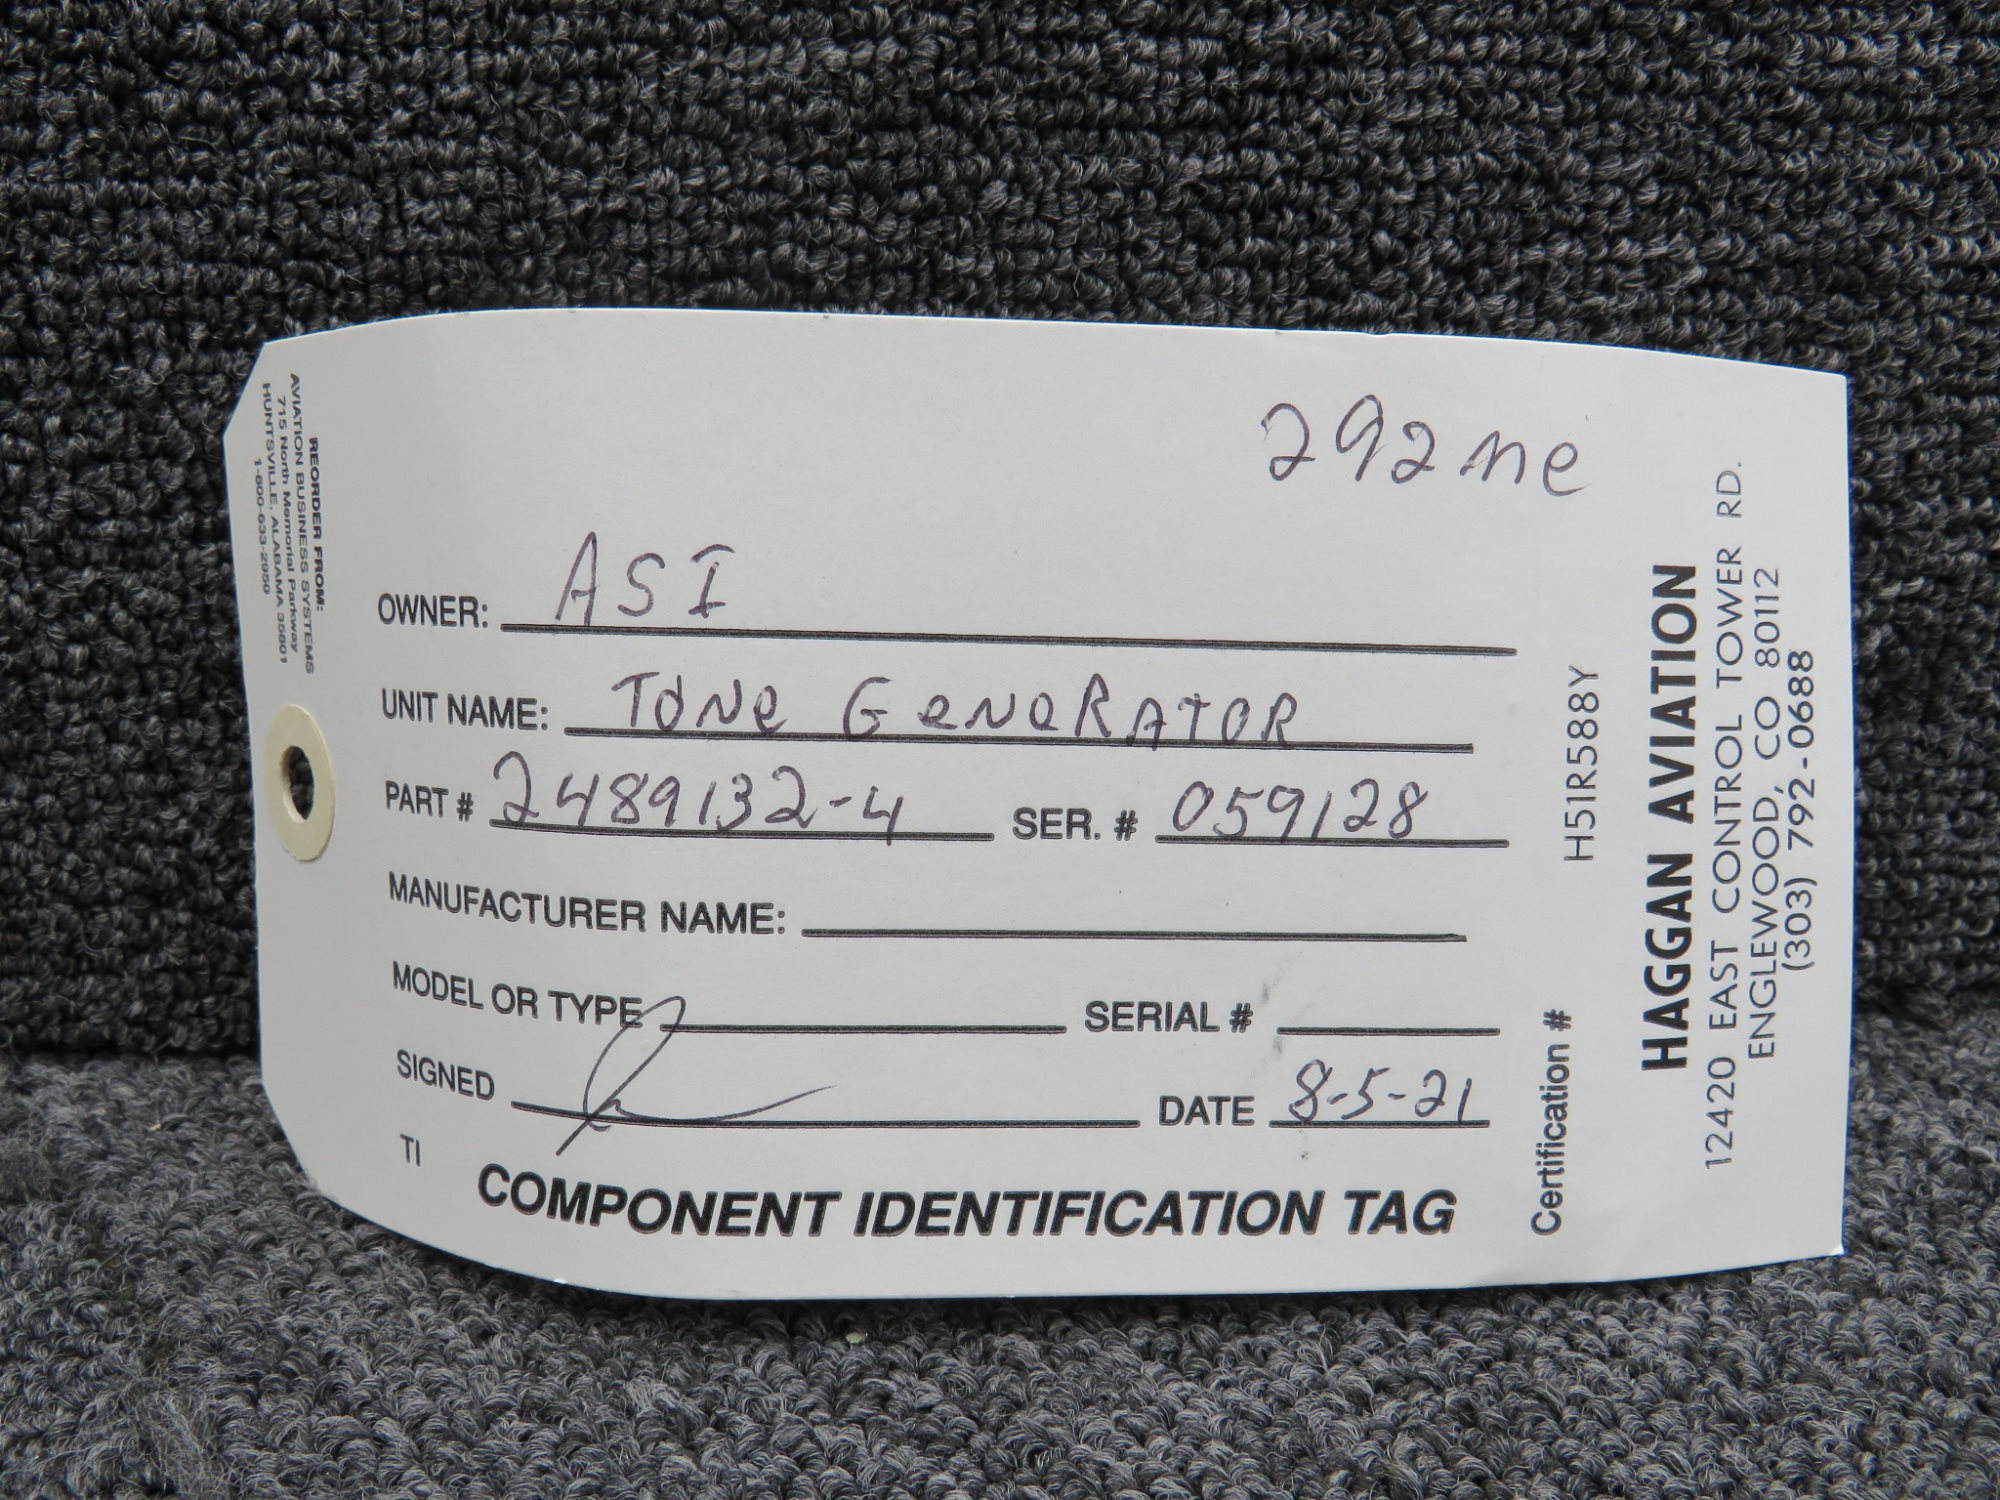 292me
OWNER: ASI
UNIT NAME: TONe GeNeRATOR
PART # 2489132-4 SER. # 059128
MANUFACTURER NAME:
MODEL OR TYPE SERIAL #
SIGNED DATE 8-5-21
TI
COMPONENT IDENTIFICATION TAG
REORDER FROM:
AVIATION BUSINESS SYSTEMS
715 North Memorial Parkway
HUNTSVILLE, ALABAMA 35801
1-800-633-2950
Certification # H51R588Y
HAGGAN AVIATION
12420 EAST CONTROL TOWER RD.
ENGLEWOOD, CO 80112
(303) 792-0688